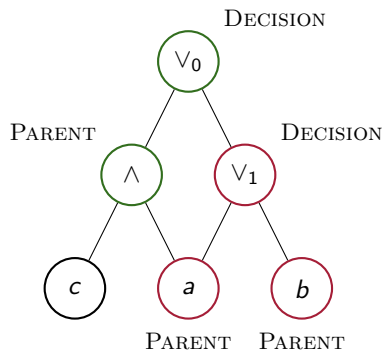 DECISION
∨₀
PARENT
DECISION
∧
∨₁
c
a
b
PARENT
PARENT